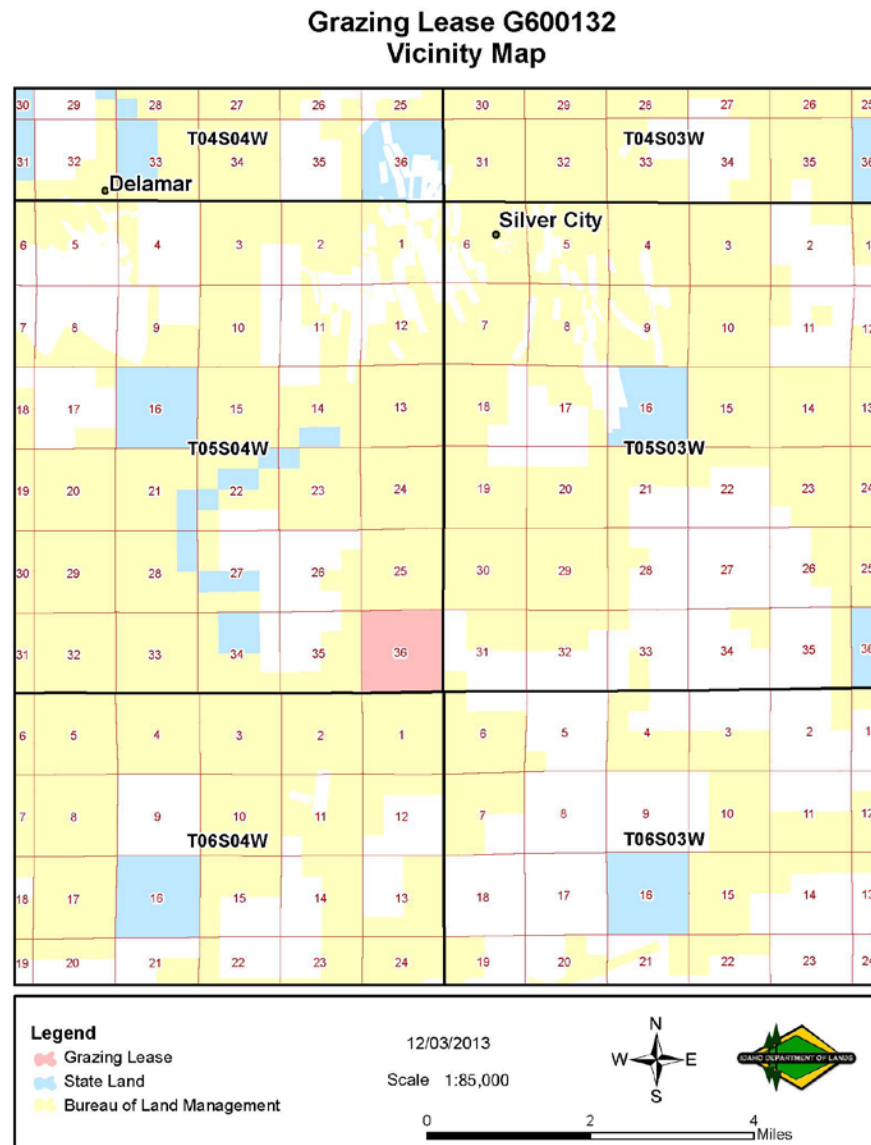 Grazing Lease G600132
Vicinity Map
30 29 28 27 26 25 30 29 28 27 26 25
T04S04W T04S03W
31 32 33 34 35 36 31 32 33 34 35 36
Delamar
Silver City
6 5 4 3 2 1 6 5 4 3 2 1
7 8 9 10 11 12 7 8 9 10 11 12
18 17 16 15 14 13 18 17 16 15 14 13
T05S04W T05S03W
19 20 21 22 23 24 19 20 21 22 23 24
30 29 28 27 26 25 30 29 28 27 26 25
31 32 33 34 35 36 31 32 33 34 35 36
6 5 4 3 2 1 6 5 4 3 2 1
7 8 9 10 11 12 7 8 9 10 11 12
T06S04W T06S03W
18 17 16 15 14 13 18 17 16 15 14 13
19 20 21 22 23 24 19 20 21 22 23 24
Legend
Grazing Lease
State Land
Bureau of Land Management
12/03/2013
Scale 1:85,000
N
W E
S
IDAHO DEPARTMENT OF LANDS
0 2 4
Miles